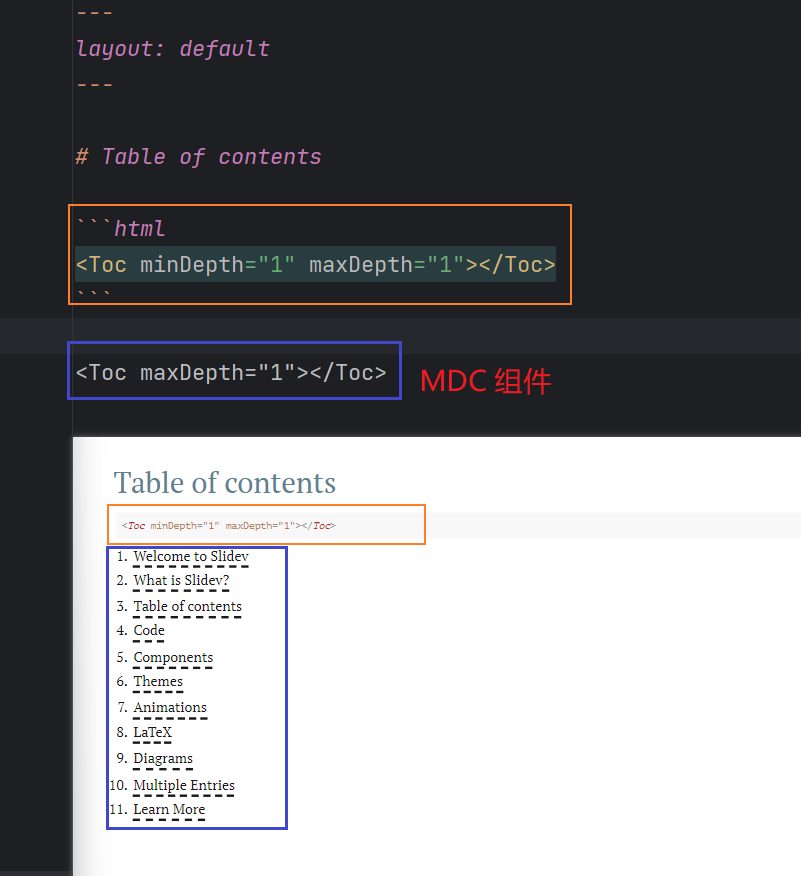 ---
layout: default
---
# Table of contents
```html
<Toc minDepth="1" maxDepth="1"></Toc>
```
<Toc maxDepth="1"></Toc>
MDC 组件
Table of contents
<Toc minDepth="1" maxDepth="1"></Toc>
1. Welcome to Slidev
2. What is Slidev?
3. Table of contents
4. Code
5. Components
6. Themes
7. Animations
8. LaTeX
9. Diagrams
10. Multiple Entries
11. Learn More